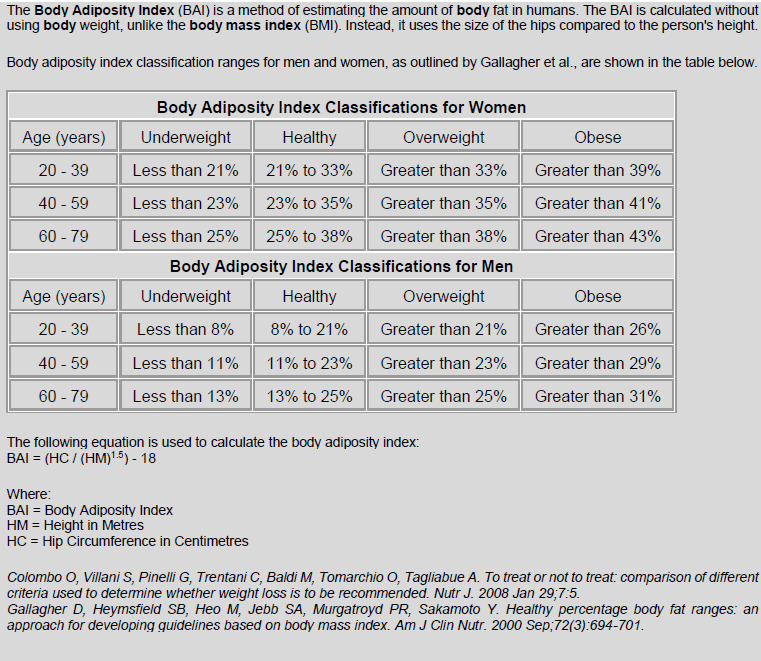 The Body Adiposity Index (BAI) is a method of estimating the amount of body fat in humans. The BAI is calculated without
using body weight, unlike the body mass index (BMI). Instead, it uses the size of the hips compared to the person's height.
Body adiposity index classification ranges for men and women, as outlined by Gallagher et al., are shown in the table below.
Body Adiposity Index Classifications for Women
Age (years) Underweight Healthy Overweight Obese
20 - 39 Less than 21% 21% to 33% Greater than 33% Greater than 39%
40 - 59 Less than 23% 23% to 35% Greater than 35% Greater than 41%
60 - 79 Less than 25% 25% to 38% Greater than 38% Greater than 43%
Body Adiposity Index Classifications for Men
Age (years) Underweight Healthy Overweight Obese
20 - 39 Less than 8% 8% to 21% Greater than 21% Greater than 26%
40 - 59 Less than 11% 11% to 23% Greater than 23% Greater than 29%
60 - 79 Less than 13% 13% to 25% Greater than 25% Greater than 31%
The following equation is used to calculate the body adiposity index:
BAI = (HC / (HM)^1.5) - 18
Where:
BAI = Body Adiposity Index
HM = Height in Metres
HC = Hip Circumference in Centimetres
Colombo O, Villani S, Pinelli G, Trentani C, Baldi M, Tomarchio O, Tagliabue A. To treat or not to treat: comparison of different
criteria used to determine whether weight loss is to be recommended. Nutr J. 2008 Jan 29;7:5.
Gallagher D, Heymsfield SB, Heo M, Jebb SA, Murgatroyd PR, Sakamoto Y. Healthy percentage body fat ranges: an
approach for developing guidelines based on body mass index. Am J Clin Nutr. 2000 Sep;72(3):694-701.